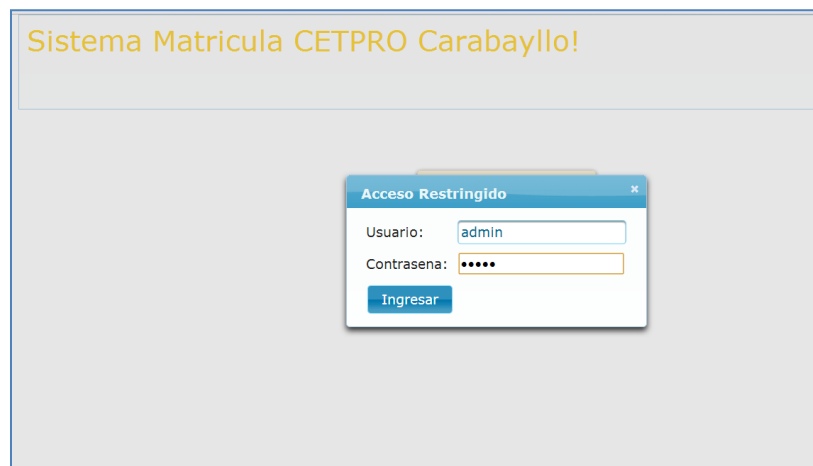 Sistema Matricula CETPRO Carabayllo!
Acceso Restringido
Usuario: admin
Contrasena: •••••
Ingresar